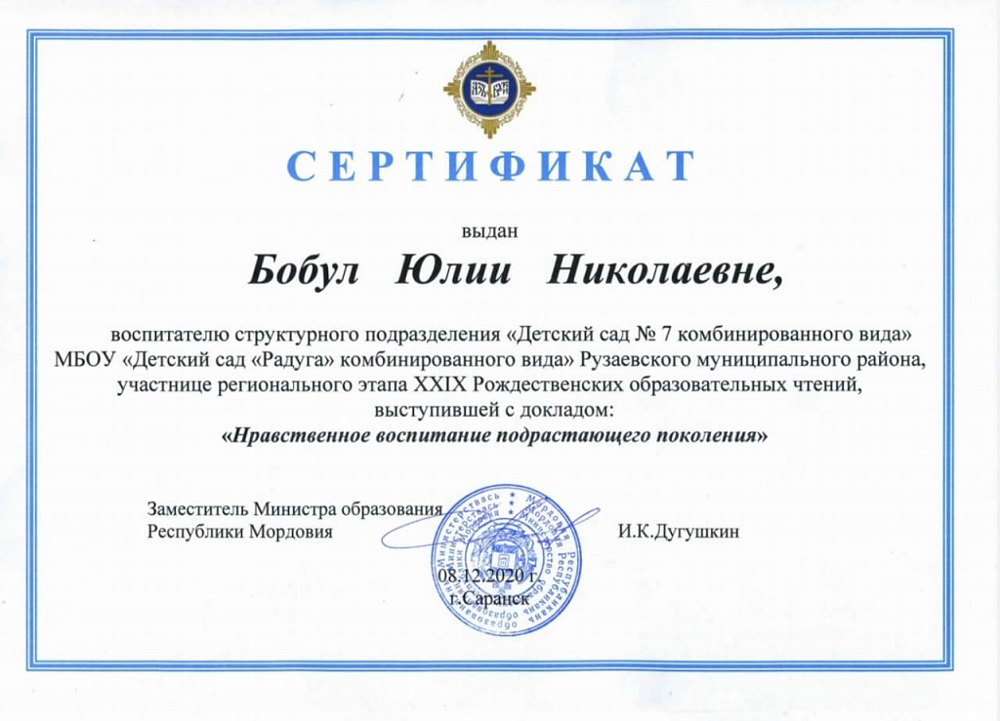 СЕРТИФИКАТ
выдан
Бобул Юлии Николаевне,
воспитателю структурного подразделения «Детский сад № 7 комбинированного вида»
МБОУ «Детский сад «Радуга» комбинированного вида» Рузаевского муниципального района,
участнице регионального этапа XXIX Рождественских образовательных чтений,
выступившей с докладом:
«Нравственное воспитание подрастающего поколения»
Заместитель Министра образования
Республики Мордовия
И.К.Дугушкин
08.12.2020 г.
г.Саранск